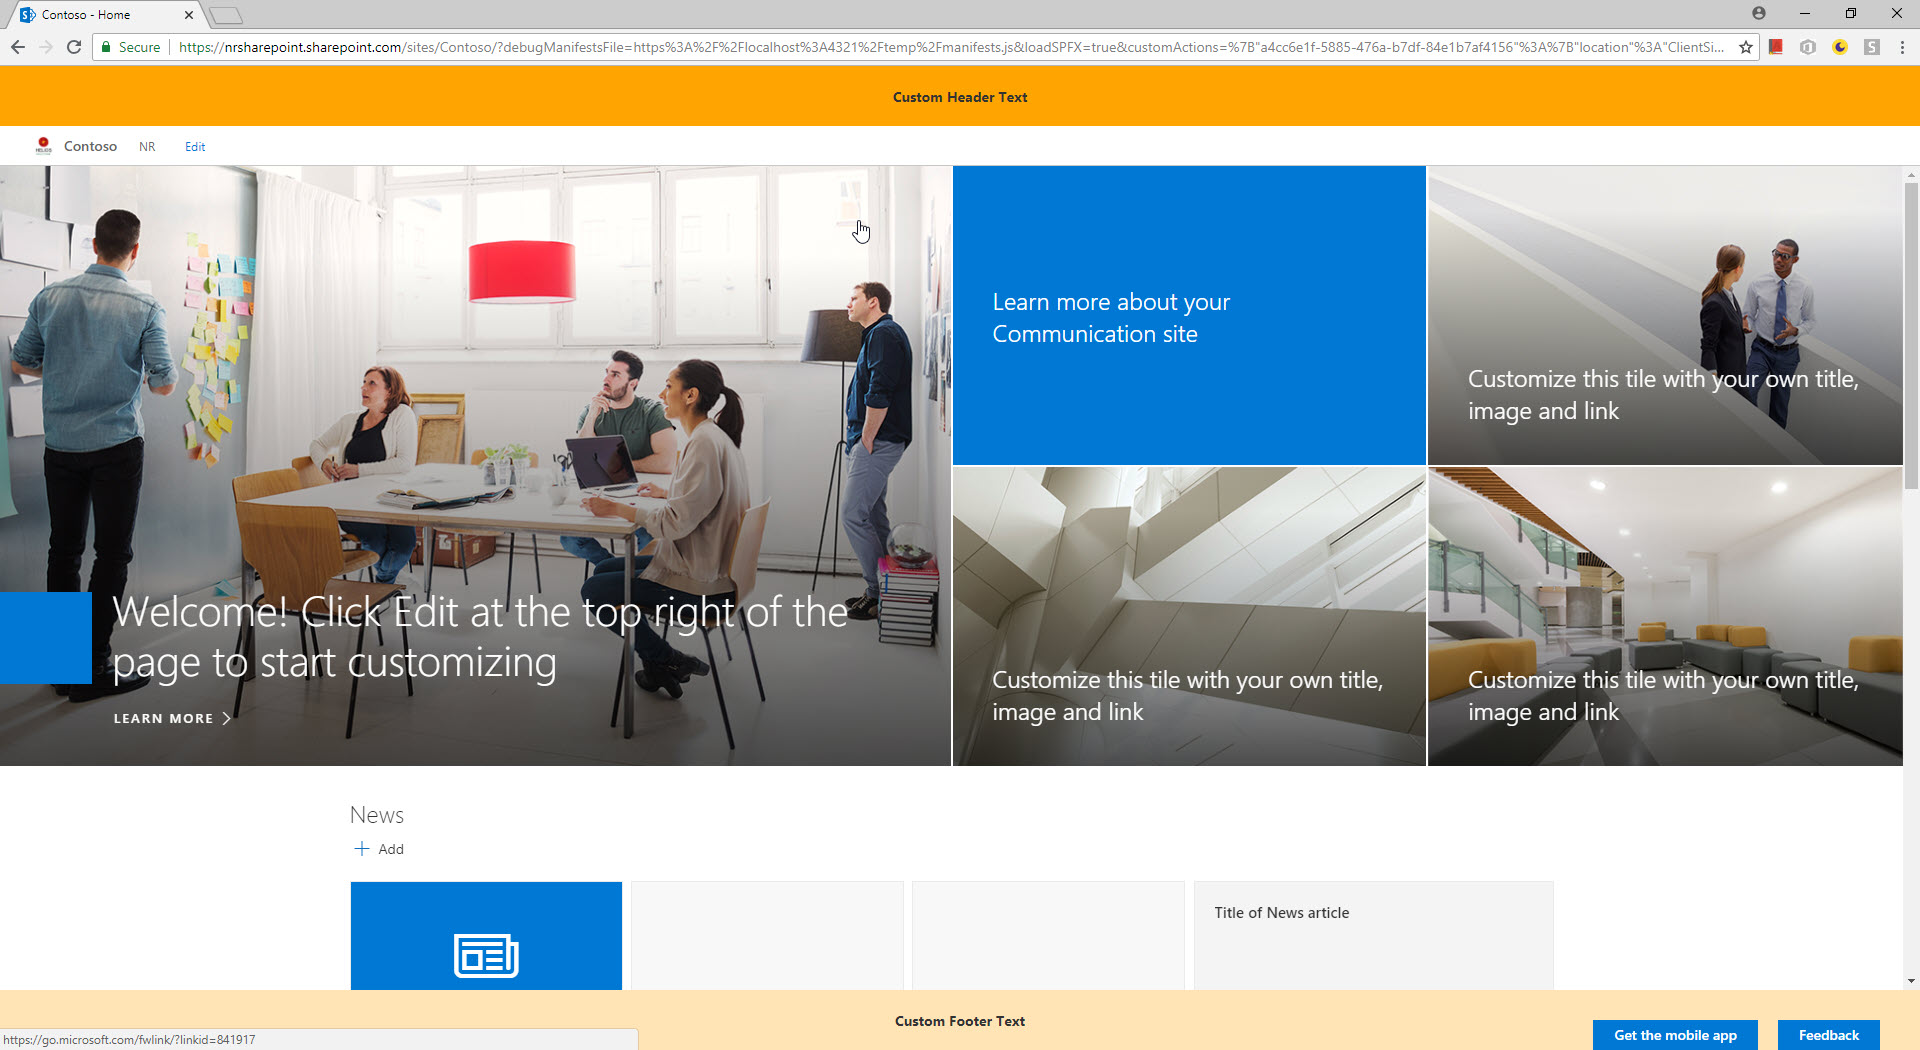 Contoso - Home
Secure https://nrsharepoint.sharepoint.com/sites/Contoso/?debugManifestsFile=https%3A%2F%2Flocalhost%3A4321%2Ftemp%2Fmanifests.js&loadSPFX=true&customActions=%7B"a4cc6e1f-5885-476a-b7df-84e1b7af4156"%3A%7B"location"%3A"ClientSi...
Custom Header Text
Contoso NR Edit
Learn more about your
Communication site
Customize this tile with your own title,
image and link
Welcome! Click Edit at the top right of the
page to start customizing
LEARN MORE
Customize this tile with your own title,
image and link
Customize this tile with your own title,
image and link
News
Add
Title of News article
Custom Footer Text
https://go.microsoft.com/fwlink/?linkid=841917
Get the mobile app
Feedback